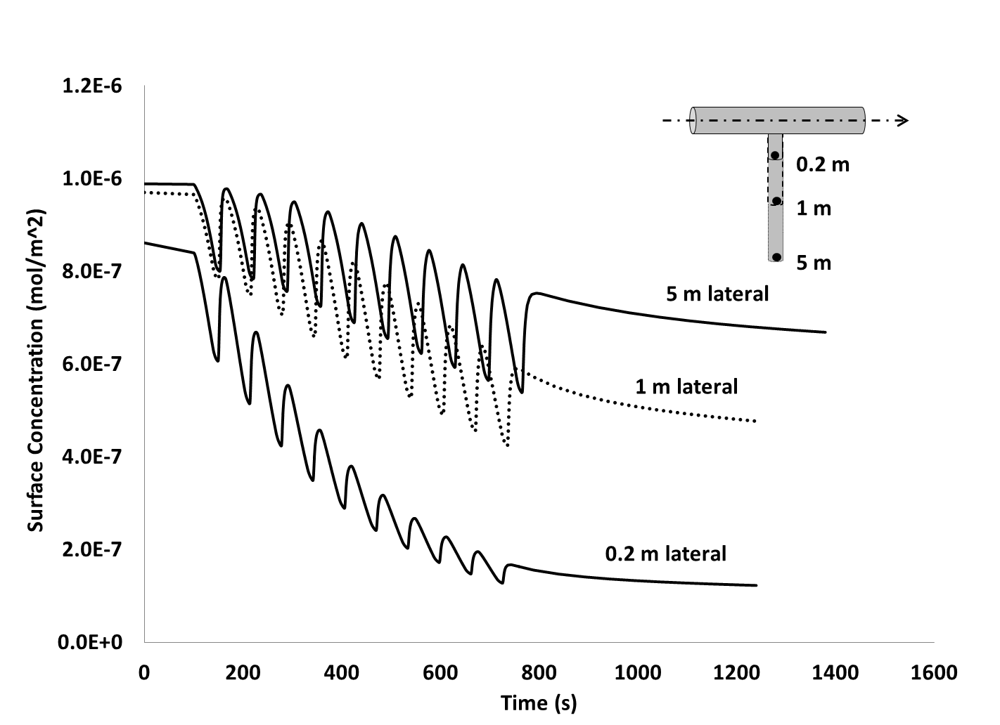 1.2E-6
1.0E-6
8.0E-7
6.0E-7
4.0E-7
2.0E-7
0.0E+0
Surface Concentration (mol/m^2)
0.2 m
1 m
5 m
5 m lateral
1 m lateral
0.2 m lateral
0 200 400 600 800 1000 1200 1400 1600
Time (s)